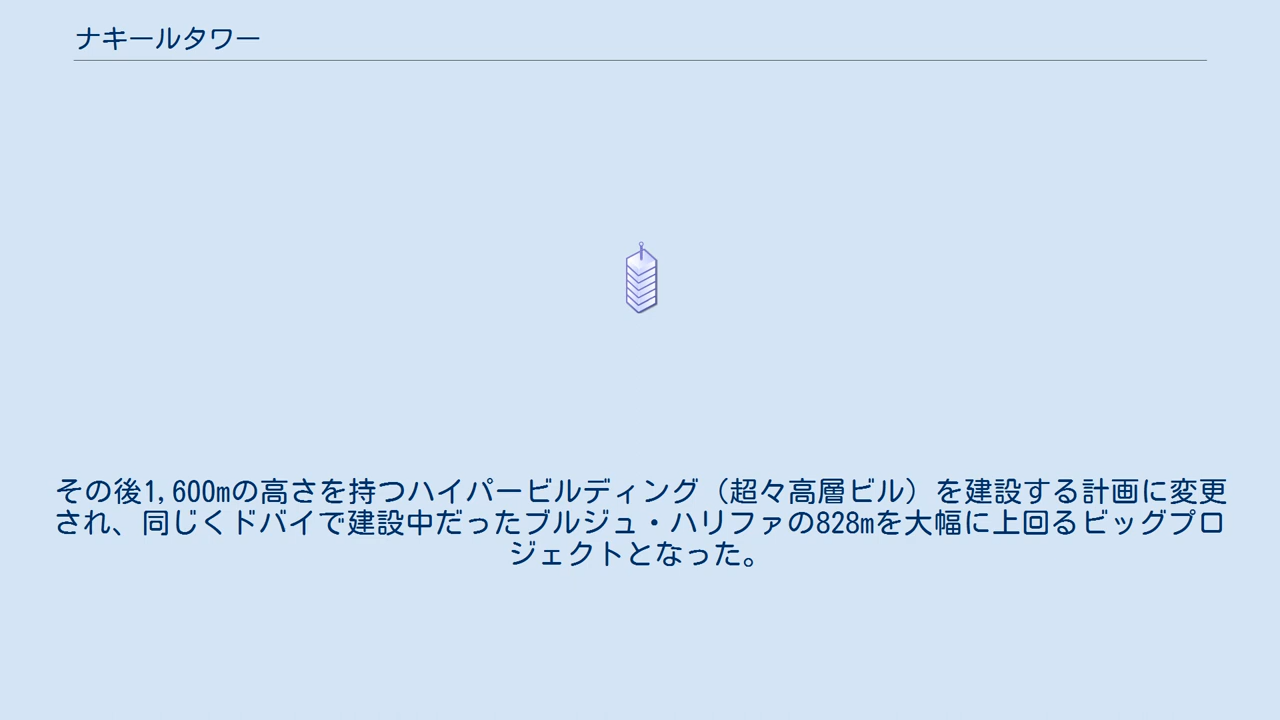 ナキールタワー
その後1,600mの高さを持つハイパービルディング（超々高層ビル）を建設する計画に変更
され、同じくドバイで建設中だったブルジュ・ハリファの828mを大幅に上回るビッグプロ
ジェクトとなった。